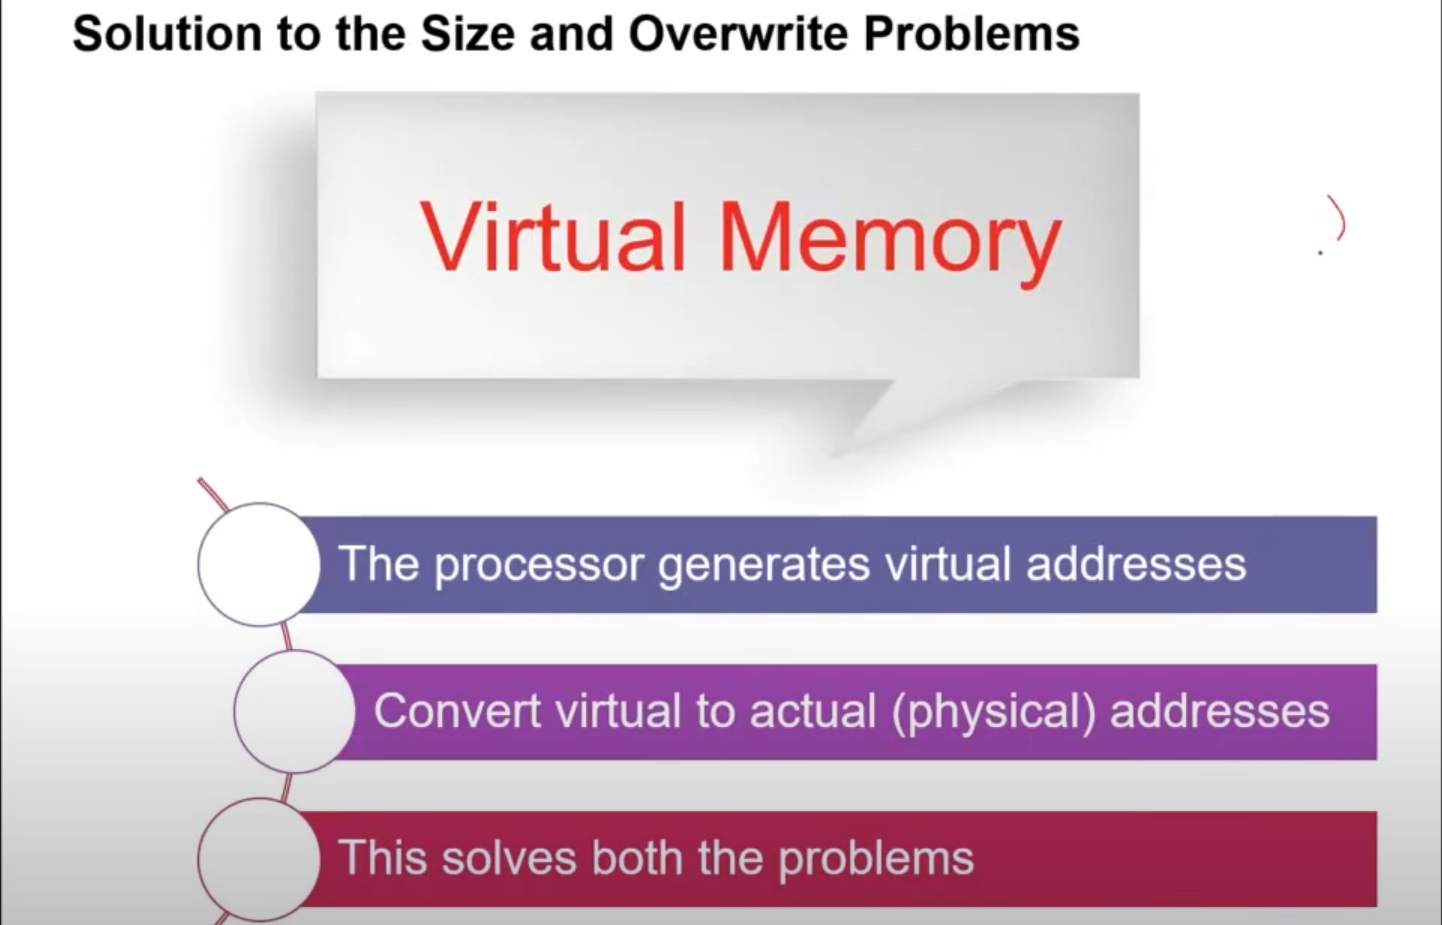 Solution to the Size and Overwrite Problems
Virtual Memory
The processor generates virtual addresses
Convert virtual to actual (physical) addresses
This solves both the problems